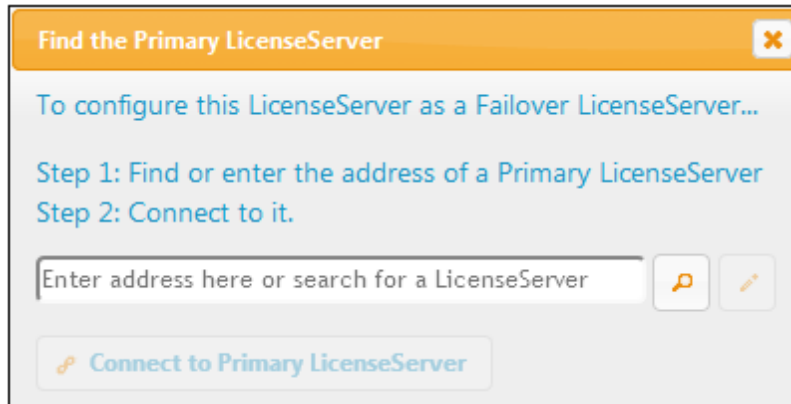 Find the Primary LicenseServer
To configure this LicenseServer as a Failover LicenseServer...
Step 1: Find or enter the address of a Primary LicenseServer
Step 2: Connect to it.
Enter address here or search for a LicenseServer
Connect to Primary LicenseServer